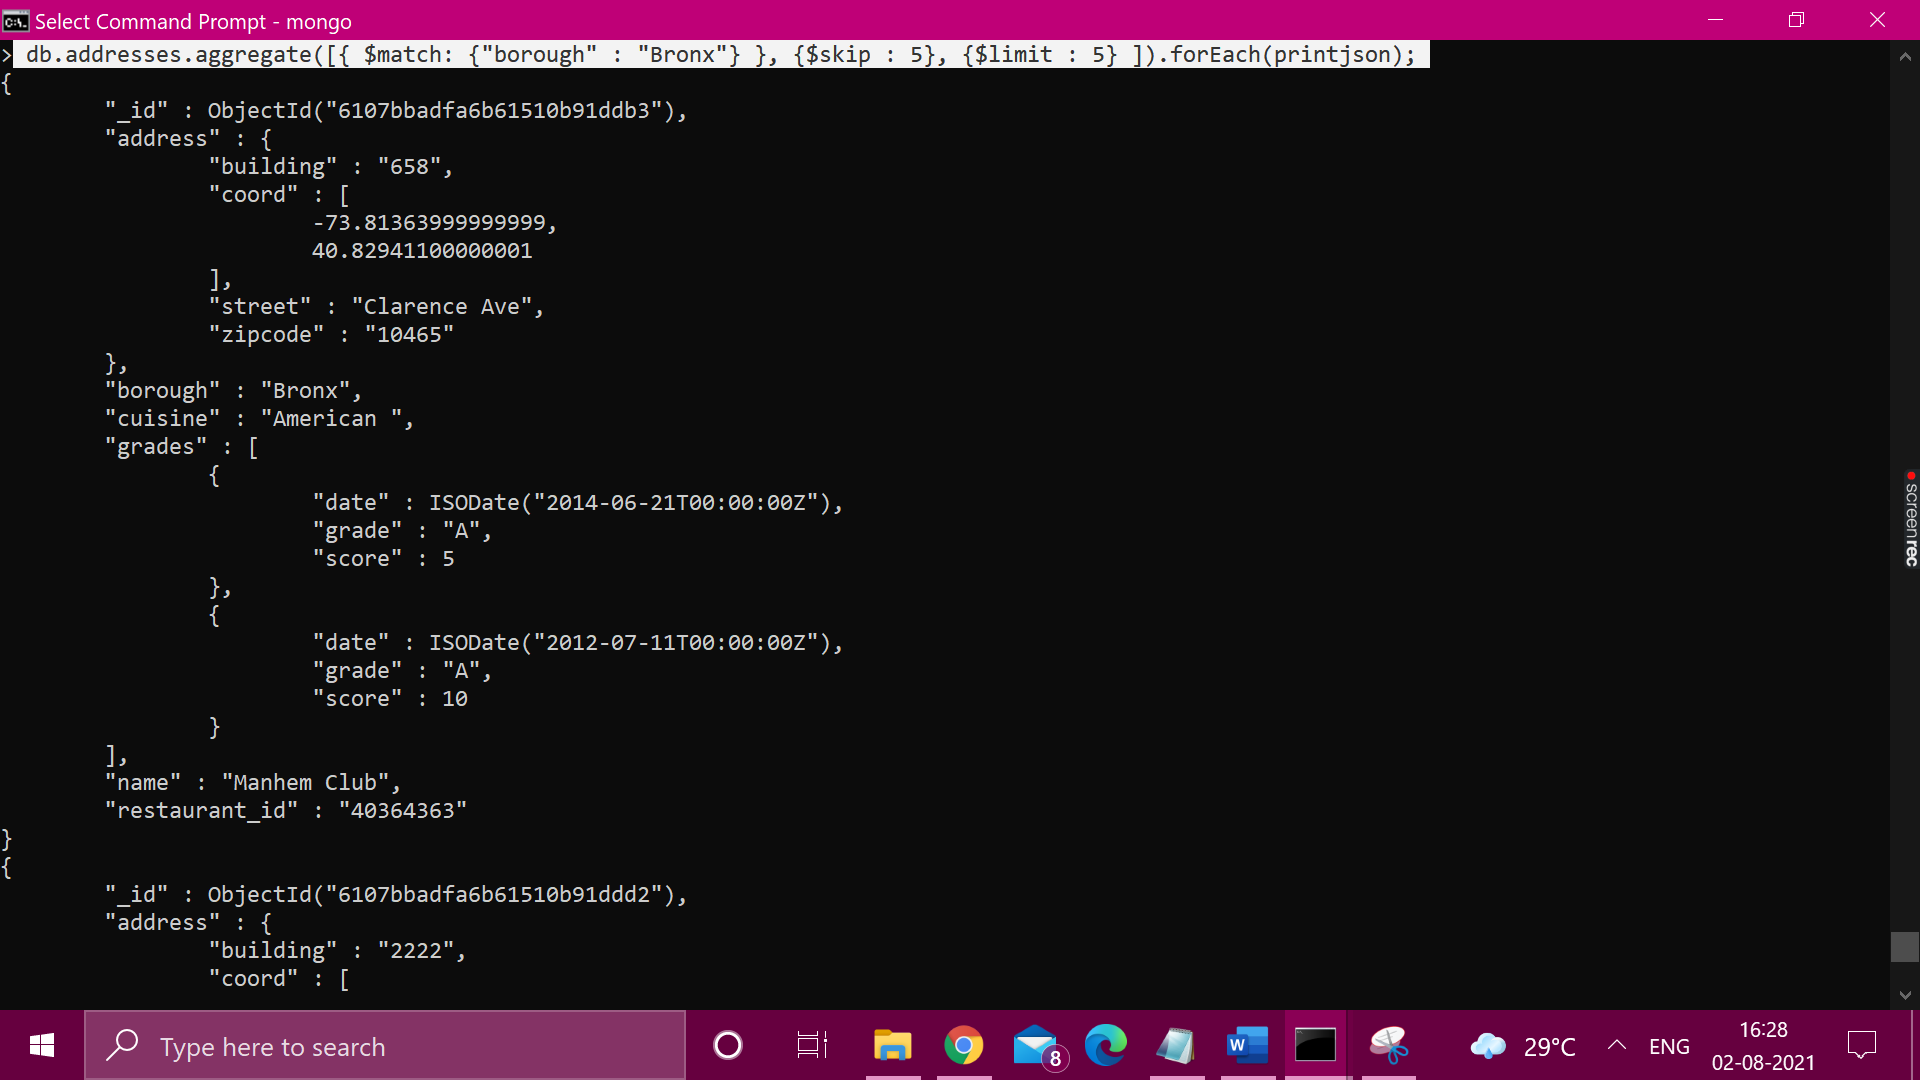 Select Command Prompt - mongo
> db.addresses.aggregate([{ $match: {"borough" : "Bronx"} }, {$skip : 5}, {$limit : 5} ]).forEach(printjson);
{
"_id" : ObjectId("6107bbadfa6b61510b91ddb3"),
"address" : {
"building" : "658",
"coord" : [
-73.81363999999999,
40.82941100000001
],
"street" : "Clarence Ave",
"zipcode" : "10465"
},
"borough" : "Bronx",
"cuisine" : "American ",
"grades" : [
{
"date" : ISODate("2014-06-21T00:00:00Z"),
"grade" : "A",
"score" : 5
},
{
"date" : ISODate("2012-07-11T00:00:00Z"),
"grade" : "A",
"score" : 10
}
],
"name" : "Manhem Club",
"restaurant_id" : "40364363"
}
{
"_id" : ObjectId("6107bbadfa6b61510b91ddd2"),
"address" : {
"building" : "2222",
"coord" : [
screenrec
Type here to search
8
W
29°C
ENG
16:28
02-08-2021